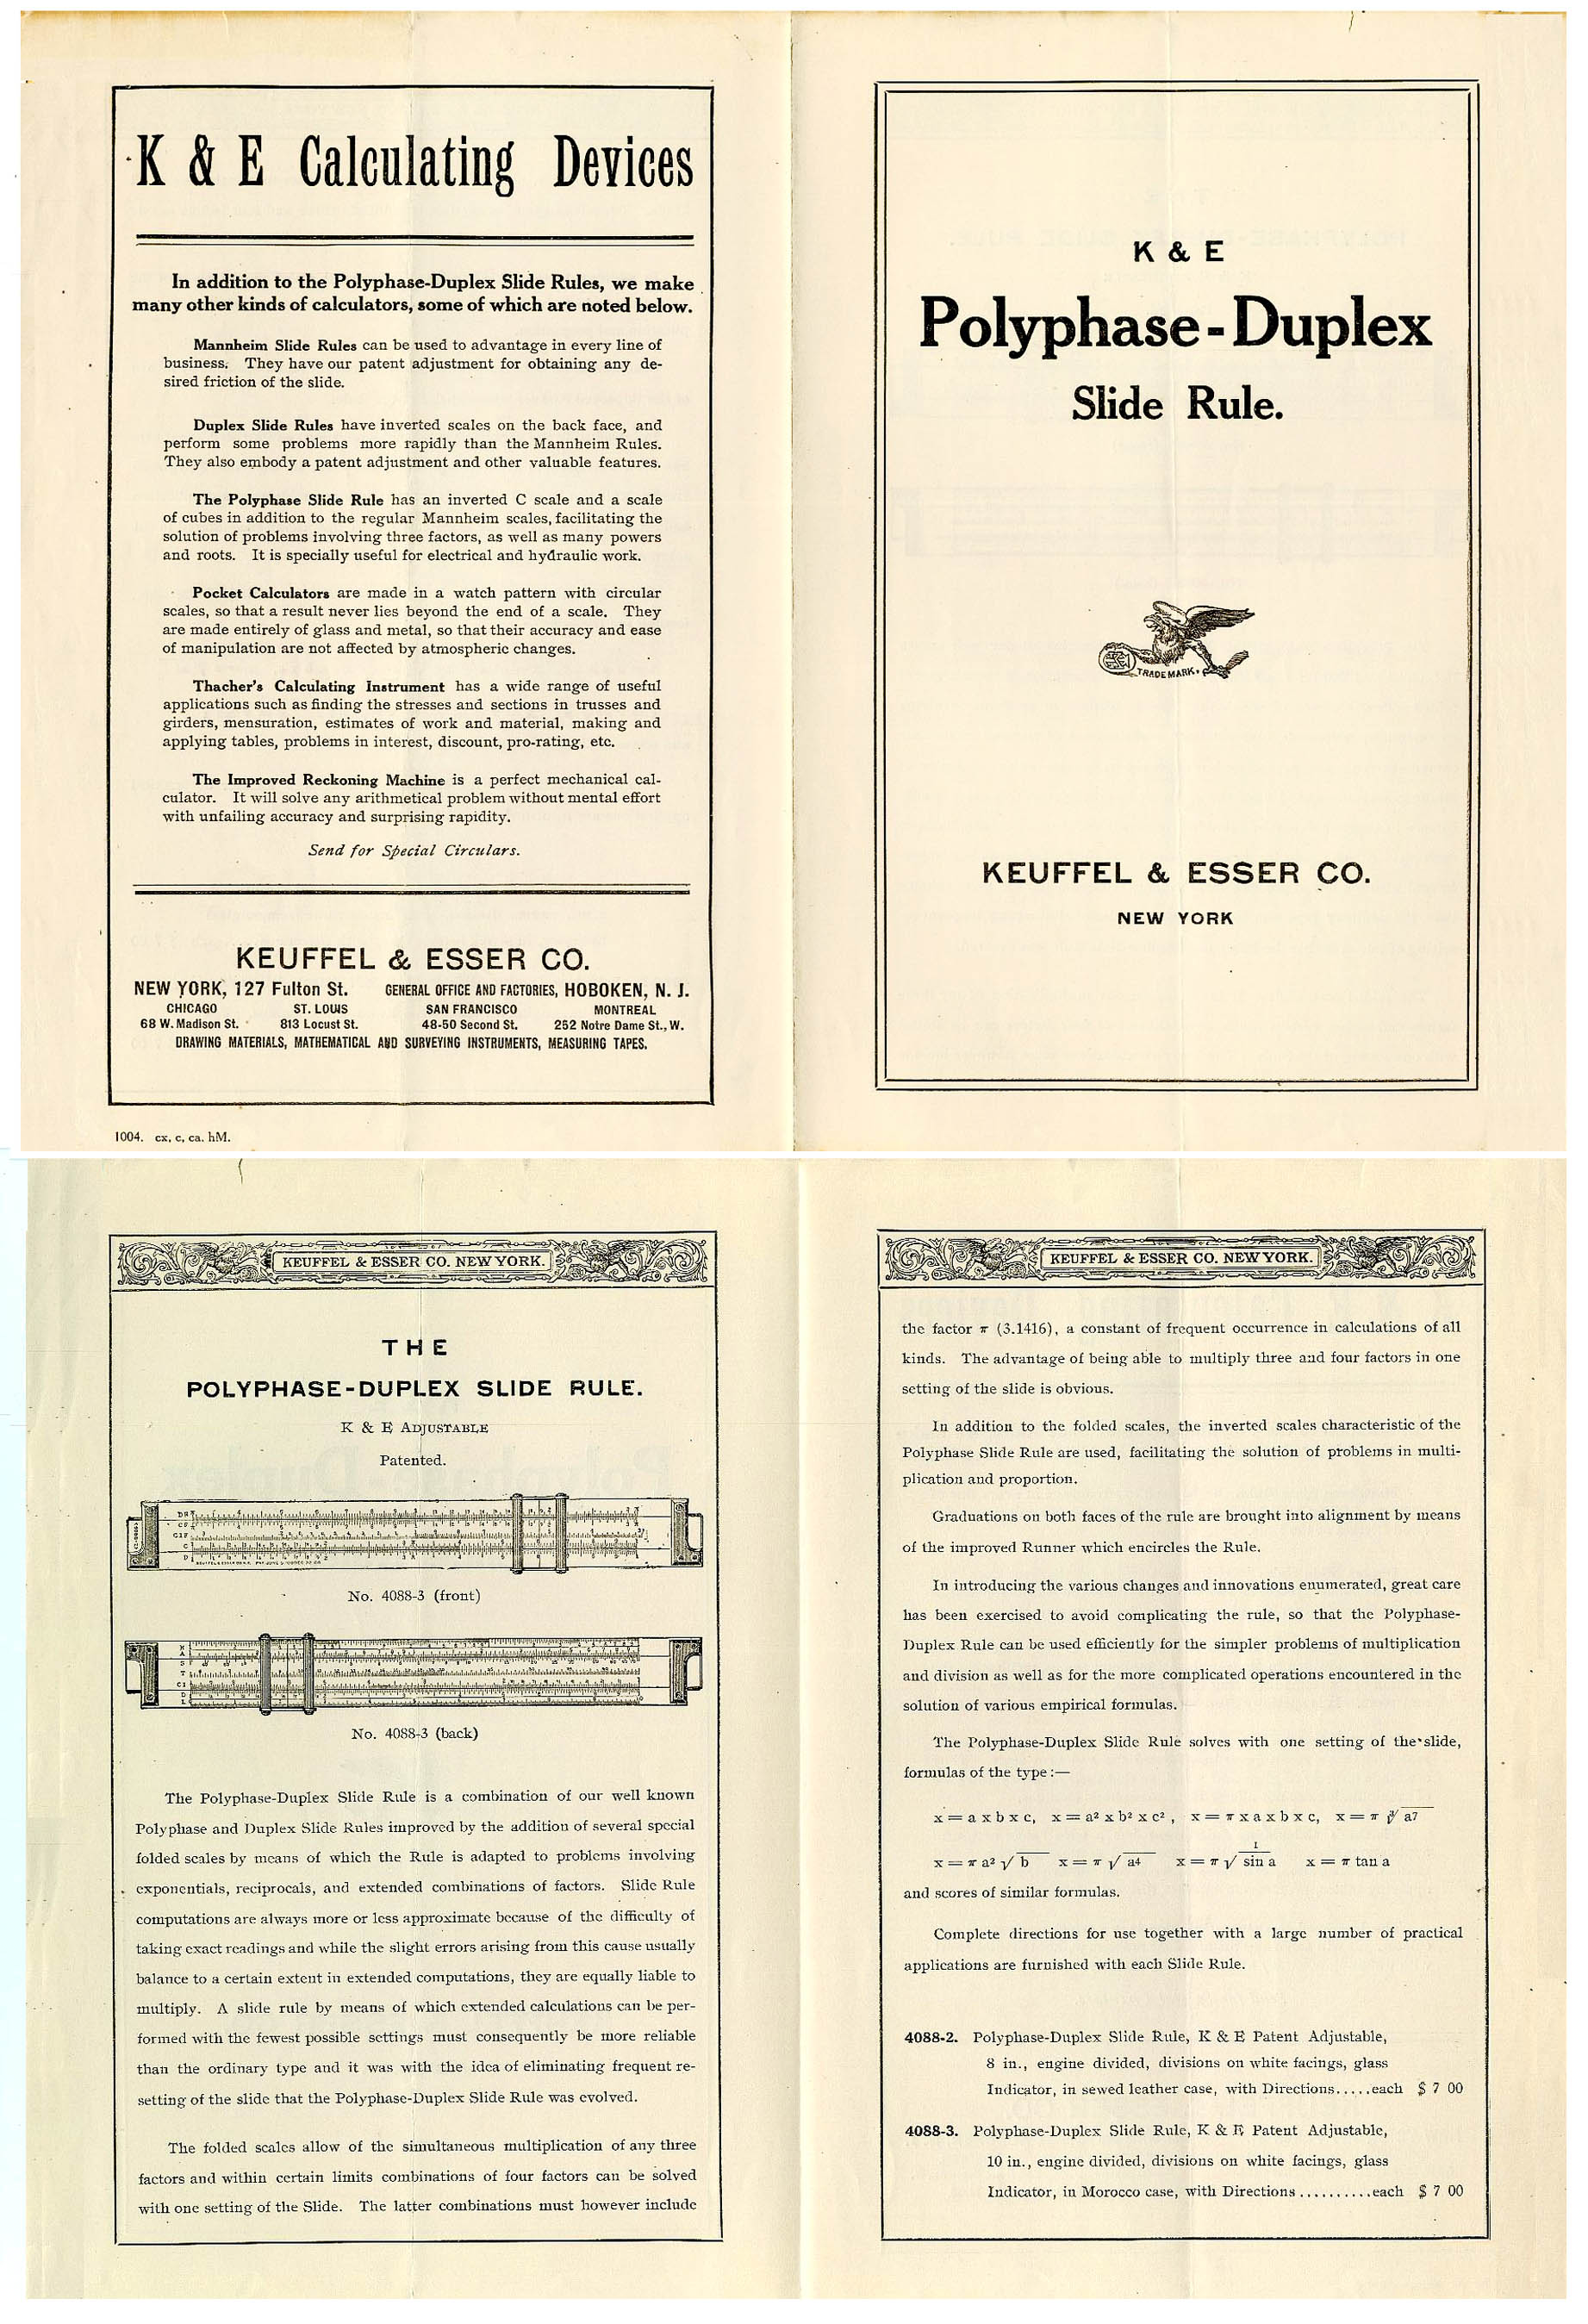 K & E Calculating Devices
In addition to the Polyphase-Duplex Slide Rules, we make
many other kinds of calculators, some of which are noted below.
Mannheim Slide Rules can be used to advantage in every line of
business. They have our patent adjustment for obtaining any de-
sired friction of the slide.
Duplex Slide Rules have inverted scales on the back face, and
perform some problems more rapidly than the Mannheim Rules.
They also embody a patent adjustment and other valuable features.
The Polyphase Slide Rule has an inverted C scale and a scale
of cubes in addition to the regular Mannheim scales, facilitating the
solution of problems involving three factors, as well as many powers
and roots. It is specially useful for electrical and hydraulic work.
Pocket Calculators are made in a watch pattern with circular
scales, so that a result never lies beyond the end of a scale. They
are made entirely of glass and metal, so that their accuracy and ease
of manipulation are not affected by atmospheric changes.
Thacher's Calculating Instrument has a wide range of useful
applications such as finding the stresses and sections in trusses and
girders, mensuration, estimates of work and material, making and
applying tables, problems in interest, discount, pro-rating, etc.
The Improved Reckoning Machine is a perfect mechanical cal-
culator. It will solve any arithmetical problem without mental effort
with unfailing accuracy and surprising rapidity.
Send for Special Circulars.
KEUFFEL & ESSER CO.
NEW YORK, 127 Fulton St. GENERAL OFFICE AND FACTORIES, HOBOKEN, N. J.
CHICAGO ST. LOUIS SAN FRANCISCO MONTREAL
68 W. Madison St. 813 Locust St. 48-50 Second St. 252 Notre Dame St., W.
DRAWING MATERIALS, MATHEMATICAL AND SURVEYING INSTRUMENTS, MEASURING TAPES.
1004. cx, c, ca. hM.
K & E
Polyphase-Duplex
Slide Rule.
TRADE MARK.
KEUFFEL & ESSER CO.
NEW YORK
KEUFFEL & ESSER CO. NEW YORK.
THE
POLYPHASE-DUPLEX SLIDE RULE.
K & E ADJUSTABLE
Patented.
No. 4088-3 (front)
No. 4088-3 (back)
The Polyphase-Duplex Slide Rule is a combination of our well known
Polyphase and Duplex Slide Rules improved by the addition of several special
folded scales by means of which the Rule is adapted to problems involving
exponentials, reciprocals, and extended combinations of factors. Slide Rule
computations are always more or less approximate because of the difficulty of
taking exact readings and while the slight errors arising from this cause usually
balance to a certain extent in extended computations, they are equally liable to
multiply. A slide rule by means of which extended calculations can be per-
formed with the fewest possible settings must consequently be more reliable
than the ordinary type and it was with the idea of eliminating frequent re-
setting of the slide that the Polyphase-Duplex Slide Rule was evolved.
The folded scales allow of the simultaneous multiplication of any three
factors and within certain limits combinations of four factors can be solved
with one setting of the Slide. The latter combinations must however include
KEUFFEL & ESSER CO. NEW YORK.
the factor π (3.1416), a constant of frequent occurrence in calculations of all
kinds. The advantage of being able to multiply three and four factors in one
setting of the slide is obvious.
In addition to the folded scales, the inverted scales characteristic of the
Polyphase Slide Rule are used, facilitating the solution of problems in multi-
plication and proportion.
Graduations on both faces of the rule are brought into alignment by means
of the improved Runner which encircles the Rule.
In introducing the various changes and innovations enumerated, great care
has been exercised to avoid complicating the rule, so that the Polyphase-
Duplex Rule can be used efficiently for the simpler problems of multiplication
and division as well as for the more complicated operations encountered in the
solution of various empirical formulas.
The Polyphase-Duplex Slide Rule solves with one setting of the slide,
formulas of the type:—
x = a x b x c, x = a² x b² x c², x = π x a x b x c, x = π ∛a⁷
x = π a² √b x = π √a⁴ x = π √1/sin a x = π tan a
and scores of similar formulas.
Complete directions for use together with a large number of practical
applications are furnished with each Slide Rule.
4088-2. Polyphase-Duplex Slide Rule, K & E Patent Adjustable,
8 in., engine divided, divisions on white facings, glass
Indicator, in sewed leather case, with Directions.....each $ 7 00
4088-3. Polyphase-Duplex Slide Rule, K & E Patent Adjustable,
10 in., engine divided, divisions on white facings, glass
Indicator, in Morocco case, with Directions..........each $ 7 00